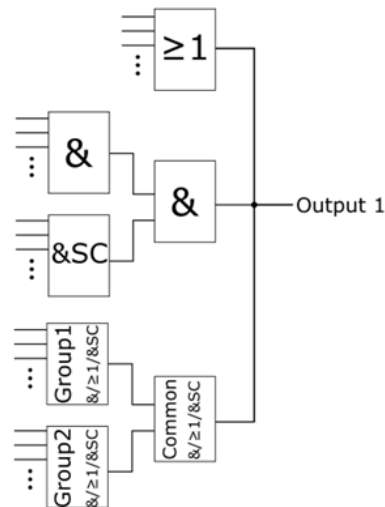 ≥1
&
&
Output 1
&SC
Group1
&/≥1/&SC
Common
&/≥1/&SC
Group2
&/≥1/&SC